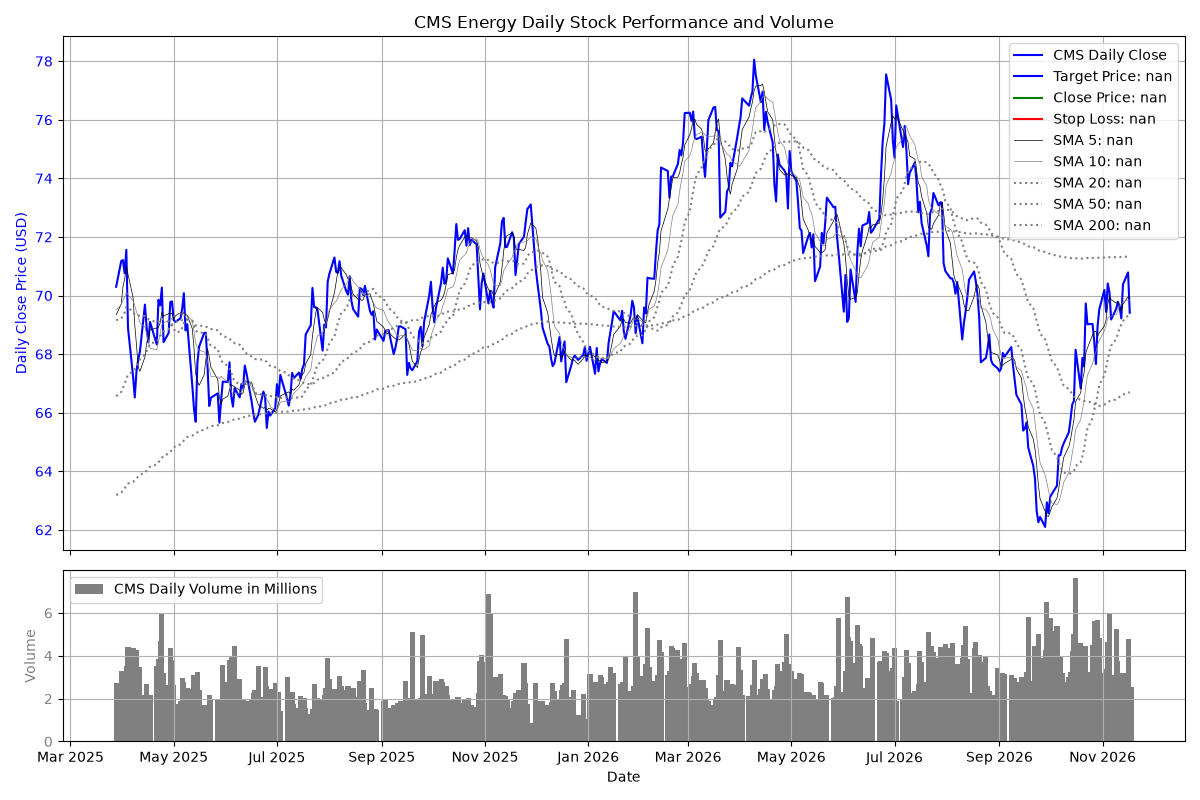 CMS Energy Daily Stock Performance and Volume
Daily Close Price (USD)
78
76
74
72
70
68
66
64
62
CMS Daily Close
Target Price: nan
Close Price: nan
Stop Loss: nan
SMA 5: nan
SMA 10: nan
SMA 20: nan
SMA 50: nan
SMA 200: nan
Volume
6
4
2
0
CMS Daily Volume in Millions
Mar 2025 May 2025 Jul 2025 Sep 2025 Nov 2025 Jan 2026 Mar 2026 May 2026 Jul 2026 Sep 2026 Nov 2026
Date